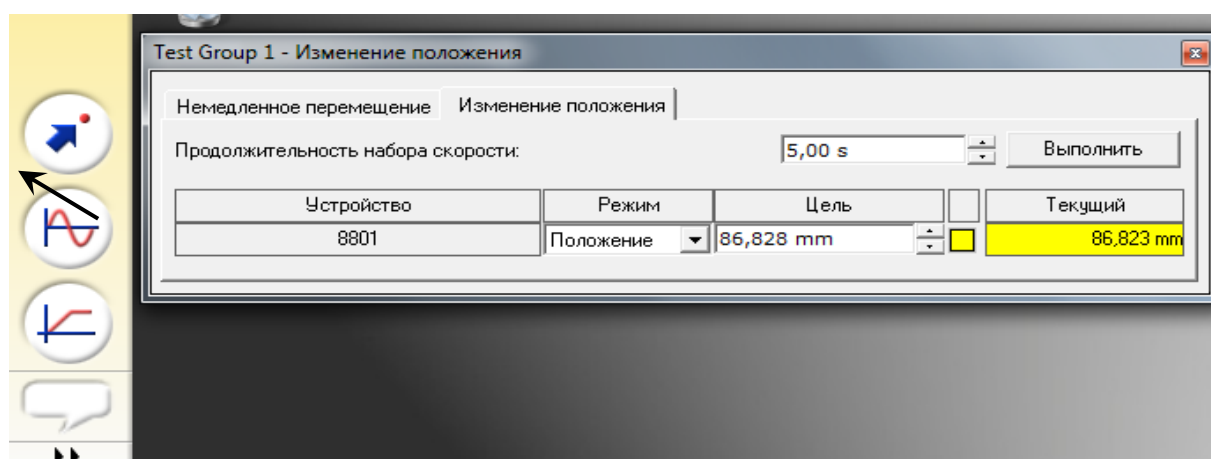 Test Group 1 - Изменение положения
Немедленное перемещение Изменение положения
Продолжительность набора скорости: 5,00 s Выполнить
Устройство Режим Цель Текущий
8801 Положение 86,828 mm 86,823 mm